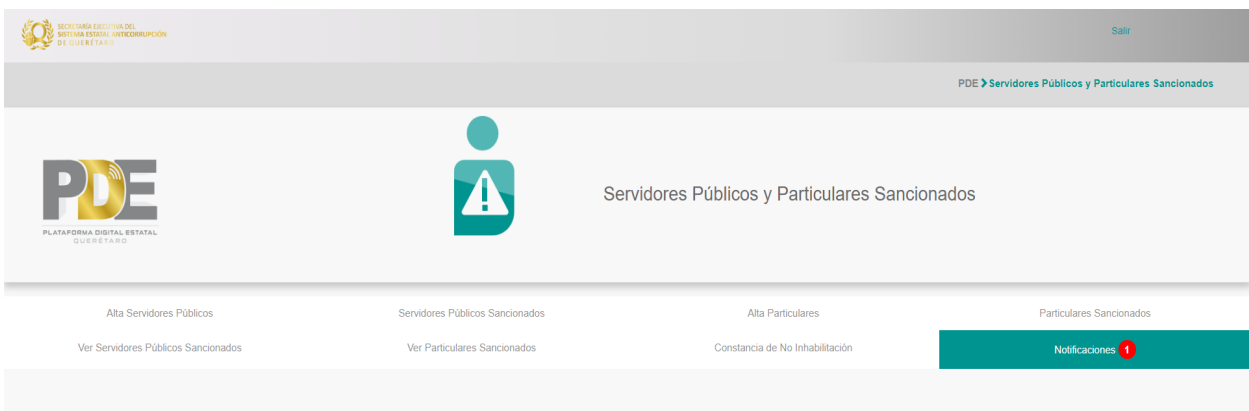 SECRETARÍA EJECUTIVA DEL
SISTEMA ESTATAL ANTICORRUPCIÓN
DE QUERÉTARO
Salir
PDE Servidores Públicos y Particulares Sancionados
PDE
PLATAFORMA DIGITAL ESTATAL
QUERÉTARO
Servidores Públicos y Particulares Sancionados
Alta Servidores Públicos Servidores Públicos Sancionados Alta Particulares Particulares Sancionados
Ver Servidores Públicos Sancionados Ver Particulares Sancionados Constancia de No Inhabilitación Notificaciones 1